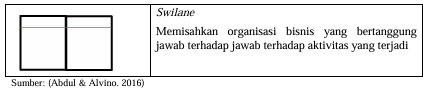 Swilane
Memisahkan organisasi bisnis yang bertanggung
jawab terhadap jawab terhadap aktivitas yang terjadi
Sumber: (Abdul & Alvino. 2016)